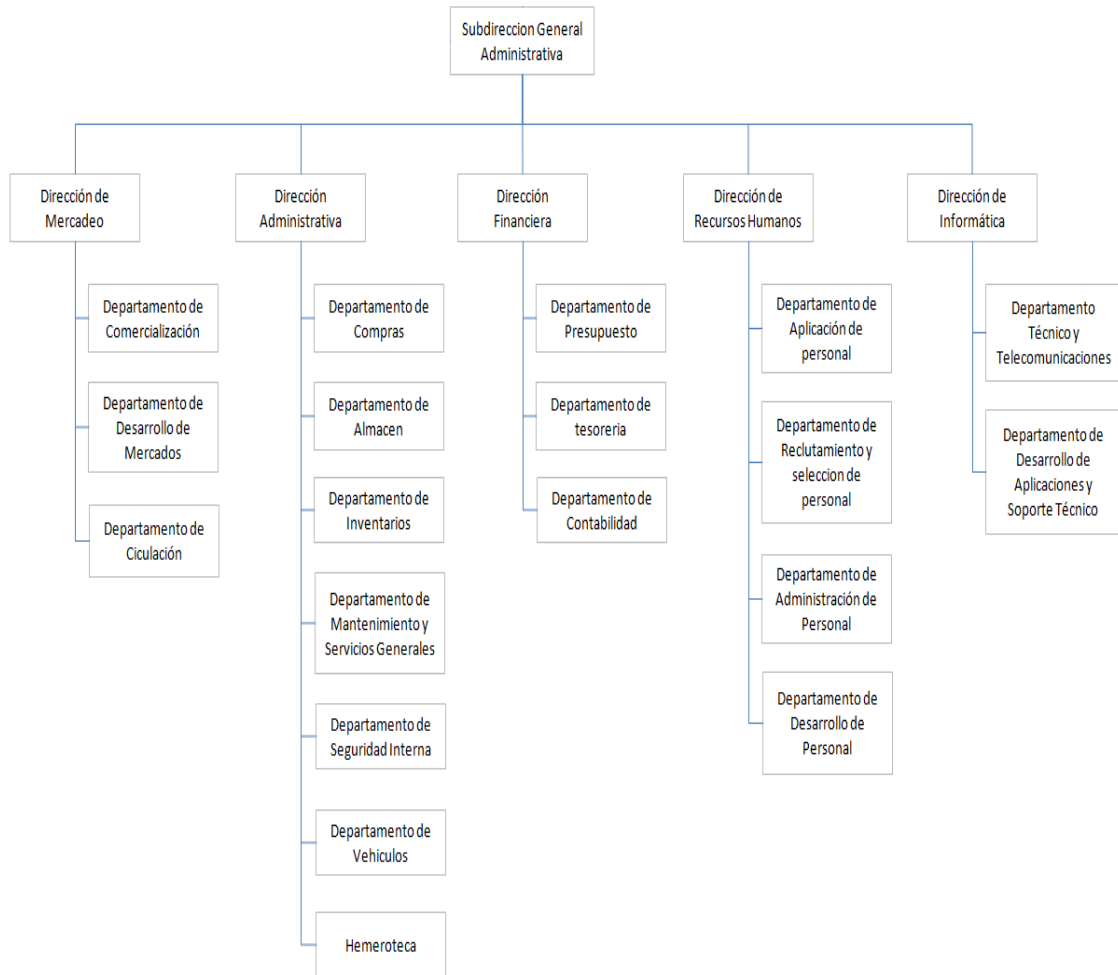 Subdireccion General
Administrativa
Dirección de
Mercadeo
Dirección
Administrativa
Dirección
Financiera
Dirección de
Recursos Humanos
Dirección de
Informática
Departamento de
Comercialización
Departamento de
Desarrollo de
Mercados
Departamento de
Ciculación
Departamento de
Compras
Departamento de
Almacen
Departamento de
Inventarios
Departamento de
Mantenimiento y
Servicios Generales
Departamento de
Seguridad Interna
Departamento de
Vehiculos
Hemeroteca
Departamento de
Presupuesto
Departamento de
tesoreria
Departamento de
Contabilidad
Departamento de
Aplicación de
personal
Departamento de
Reclutamiento y
seleccion de
personal
Departamento de
Administración de
Personal
Departamento de
Desarrollo de
Personal
Departamento
Técnico y
Telecomunicaciones
Departamento de
Desarrollo de
Aplicaciones y
Soporte Técnico